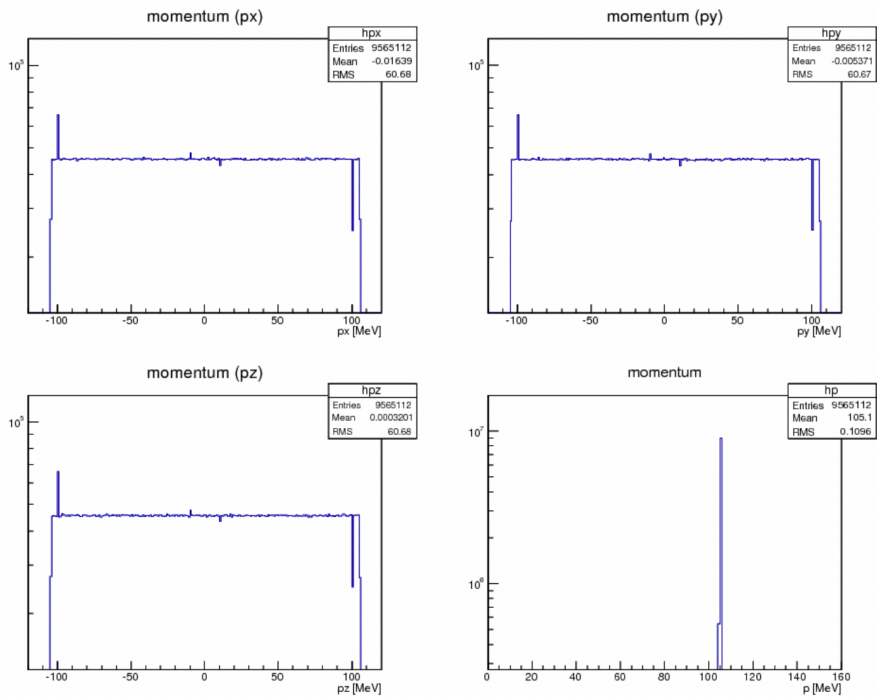 momentum (px)
hpx
Entries 9565112
Mean -0.01639
RMS 60.68
10^5
-100 -50 0 50 100
px [MeV]
momentum (py)
hpy
Entries 9565112
Mean -0.005371
RMS 60.67
10^5
-100 -50 0 50 100
py [MeV]
momentum (pz)
hpz
Entries 9565112
Mean 0.0003201
RMS 60.68
10^5
-100 -50 0 50 100
pz [MeV]
momentum
hp
Entries 9565112
Mean 105.1
RMS 0.1096
10^7
10^6
0 20 40 60 80 100 120 140 160
p [MeV]